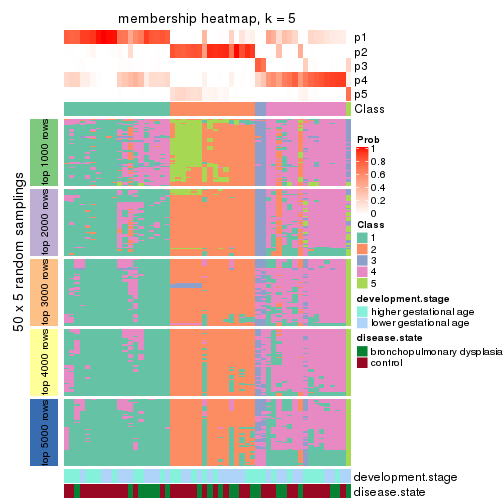 membership heatmap, k = 5
p1
p2
p3
p4
p5
Class
50 x 5 random samplings
top 1000 rows
top 2000 rows
top 3000 rows
top 4000 rows
top 5000 rows
Prob
1
0.8
0.6
0.4
0.2
0
Class
1
2
3
4
5
development.stage
higher gestational age
lower gestational age
disease.state
bronchopulmonary dysplasia
control
development.stage
disease.state